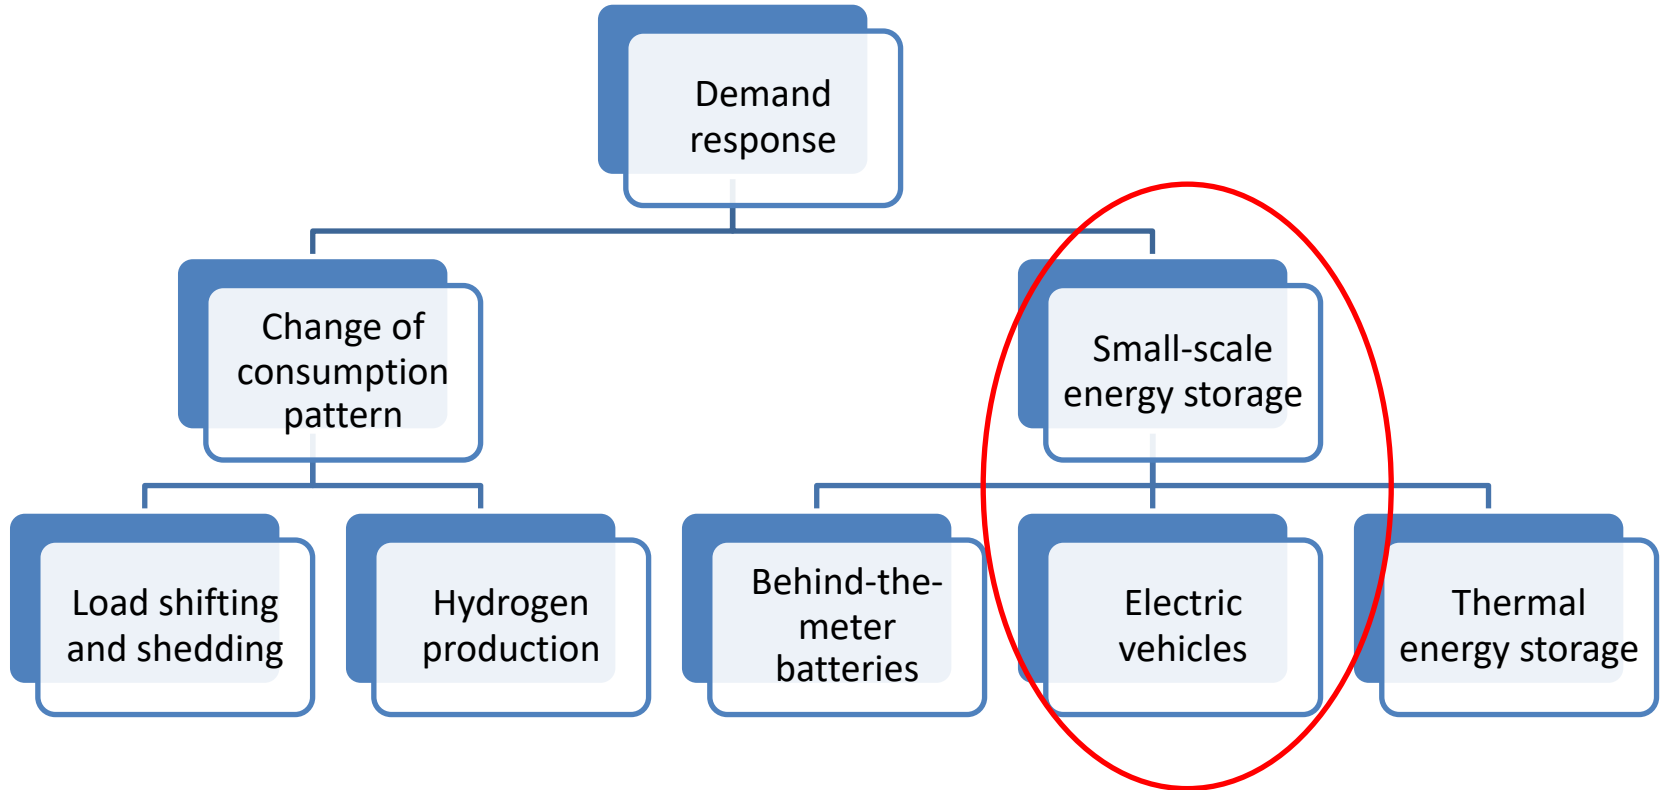 Demand
response
Change of
consumption
pattern
Small-scale
energy storage
Load shifting
and shedding
Hydrogen
production
Behind-the-
meter
batteries
Electric
vehicles
Thermal
energy storage